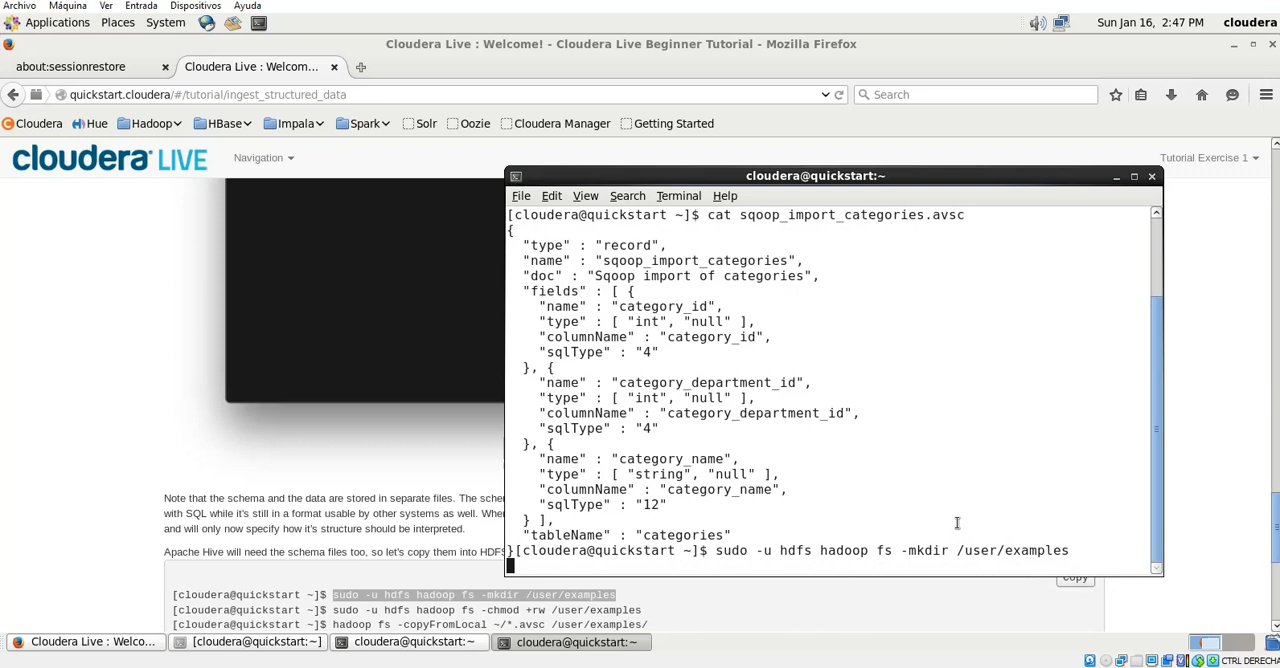 Archivo Máquina Ver Entrada Dispositivos Ayuda
Applications Places System Sun Jan 16, 2:47 PM cloudera
Cloudera Live : Welcome! - Cloudera Live Beginner Tutorial - Mozilla Firefox
about:sessionrestore Cloudera Live : Welcom...
quickstart.cloudera/#/tutorial/ingest_structured_data Search
Cloudera Hue Hadoop HBase Impala Spark Solr Oozie Cloudera Manager Getting Started
cloudera LIVE Navigation Tutorial Exercise 1
cloudera@quickstart:~
File Edit View Search Terminal Help
[cloudera@quickstart ~]$ cat sqoop_import_categories.avsc
{
"type" : "record",
"name" : "sqoop_import_categories",
"doc" : "Sqoop import of categories",
"fields" : [ {
"name" : "category_id",
"type" : [ "int", "null" ],
"columnName" : "category_id",
"sqlType" : "4"
}, {
"name" : "category_department_id",
"type" : [ "int", "null" ],
"columnName" : "category_department_id",
"sqlType" : "4"
}, {
"name" : "category_name",
"type" : [ "string", "null" ],
"columnName" : "category_name",
"sqlType" : "12"
} ],
"tableName" : "categories"
}[cloudera@quickstart ~]$ sudo -u hdfs hadoop fs -mkdir /user/examples
Note that the schema and the data are stored in separate files. The
with SQL while it's still in a format usable by other systems as well.
and will only now specify how it's structure should be interpreted.
Apache Hive will need the schema files too, so let's copy them into HDFS
Copy
[cloudera@quickstart ~]$ sudo -u hdfs hadoop fs -mkdir /user/examples
[cloudera@quickstart ~]$ sudo -u hdfs hadoop fs -chmod +rw /user/examples
[cloudera@quickstart ~]$ hadoop fs -copyFromLocal ~/*.avsc /user/examples/
Cloudera Live : Welco... [cloudera@quickstart:~] cloudera@quickstart:~ cloudera@quickstart:~
CTRL DERECHA